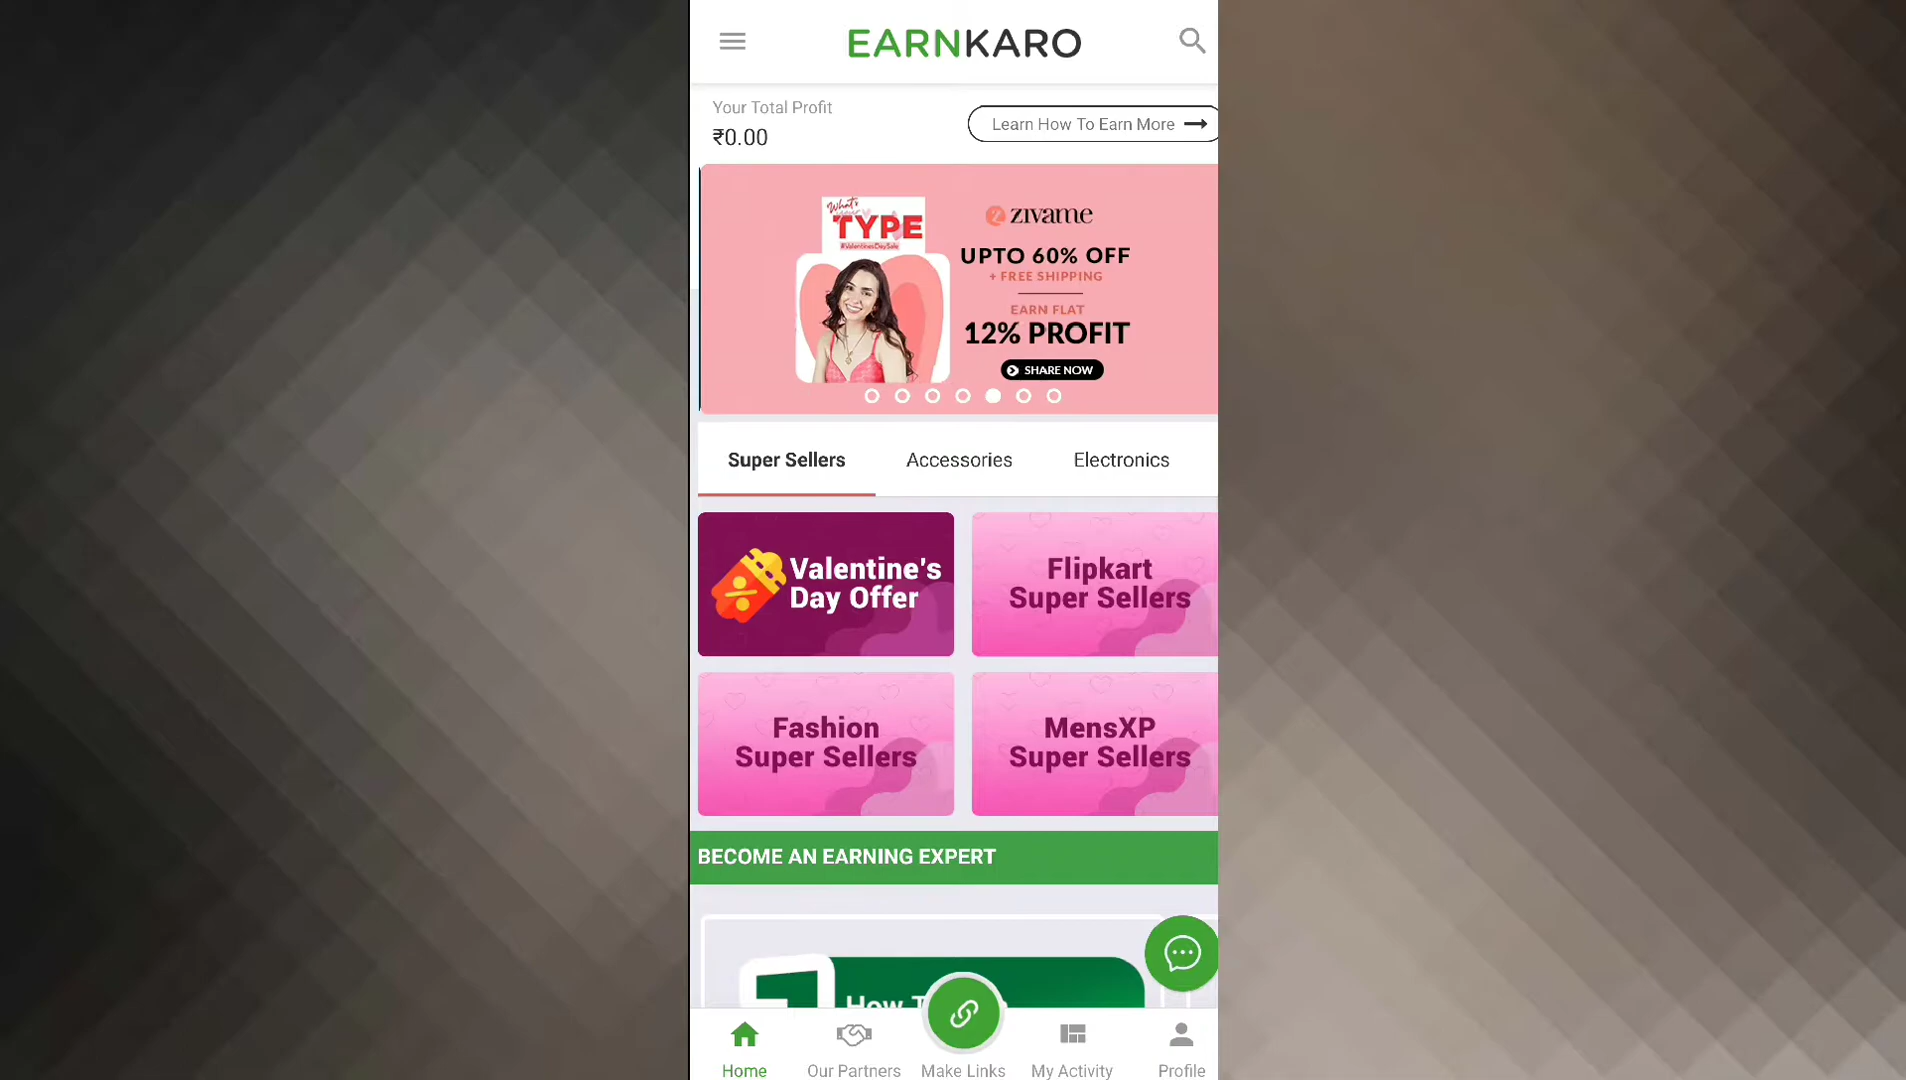 EARNKARO
Your Total Profit
₹0.00
Learn How To Earn More
What's
TYPE
#ValentinesDaySale
zivame
UPTO 60% OFF
+ FREE SHIPPING
EARN FLAT
12% PROFIT
SHARE NOW
Super Sellers
Accessories
Electronics
Valentine's
Day Offer
Flipkart
Super Sellers
Fashion
Super Sellers
MensXP
Super Sellers
BECOME AN EARNING EXPERT
How
Home
Our Partners
Make Links
My Activity
Profile